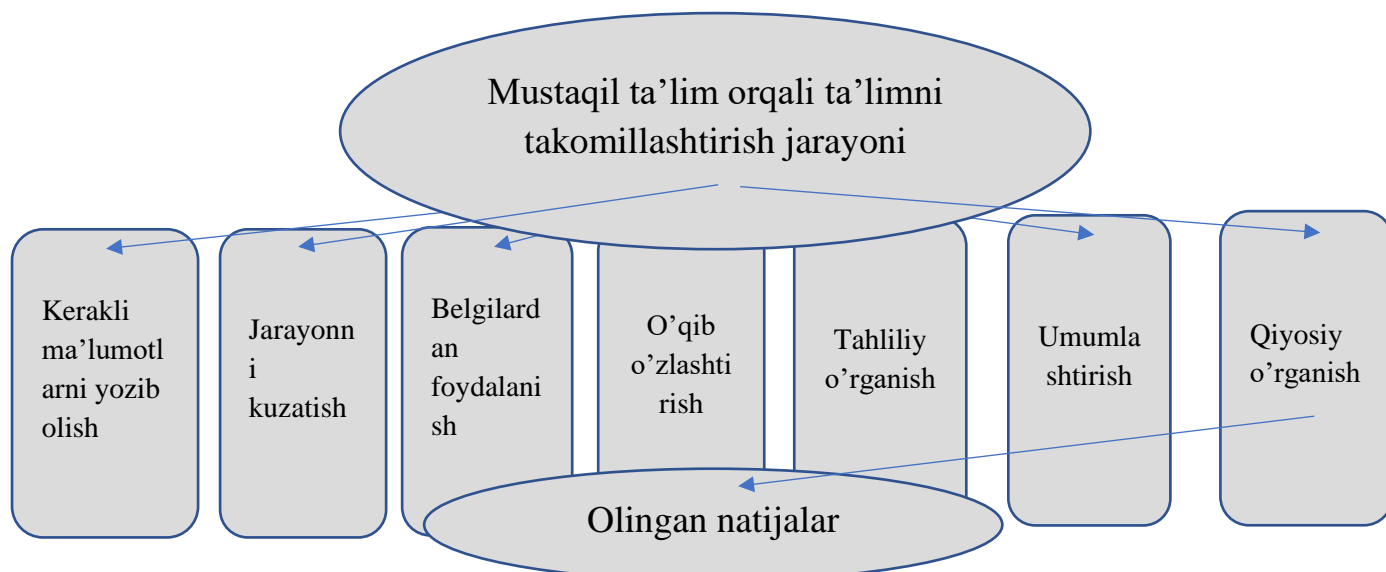 Mustaqil ta’lim orqali ta’limni
takomillashtirish jarayoni
Kerakli
ma’lumotl
arni yozib
olish
Jarayonn
i
kuzatish
Belgilard
an
foydalani
sh
O’qib
o’zlashti
rish
Tahliliy
o’rganish
Umumla
shtirish
Qiyosiy
o’rganish
Olingan natijalar